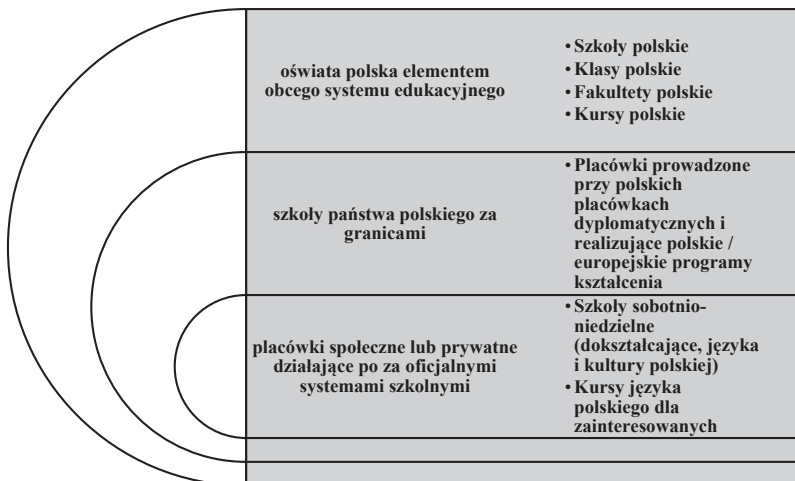 oświata polska elementem
obcego systemu edukacyjnego
• Szkoły polskie
• Klasy polskie
• Fakultety polskie
• Kursy polskie
szkoły państwa polskiego za
granicami
• Placówki prowadzone
przy polskich
placówkach
dyplomatycznych i
realizujące polskie /
europejskie programy
kształcenia
placówki społeczne lub prywatne
działające po za oficjalnymi
systemami szkolnymi
• Szkoły sobotnio-
niedzielne
(dokształcające, języka
i kultury polskiej)
• Kursy języka
polskiego dla
zainteresowanych